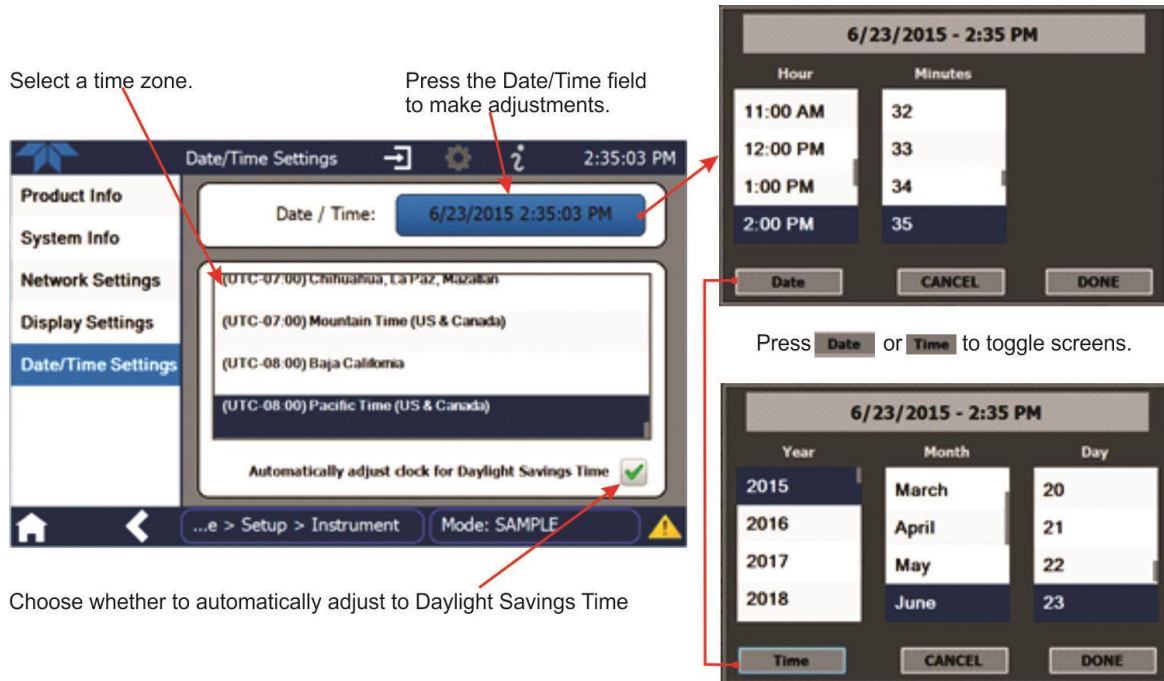 Select a time zone.
Press the Date/Time field
to make adjustments.
Date/Time Settings
i
2:35:03 PM
Product Info
System Info
Network Settings
Display Settings
Date/Time Settings
Date / Time:
6/23/2015 2:35:03 PM
(UTC-07:00) Chihuahua, La Paz, Mazatlan
(UTC-07:00) Mountain Time (US & Canada)
(UTC-08:00) Baja California
(UTC-08:00) Pacific Time (US & Canada)
Automatically adjust clock for Daylight Savings Time
...e > Setup > Instrument
Mode: SAMPLE
Choose whether to automatically adjust to Daylight Savings Time
6/23/2015 - 2:35 PM
Hour Minutes
11:00 AM 32
12:00 PM 33
1:00 PM 34
2:00 PM 35
Date CANCEL DONE
Press Date or Time to toggle screens.
6/23/2015 - 2:35 PM
Year Month Day
2015 March 20
2016 April 21
2017 May 22
2018 June 23
Time CANCEL DONE